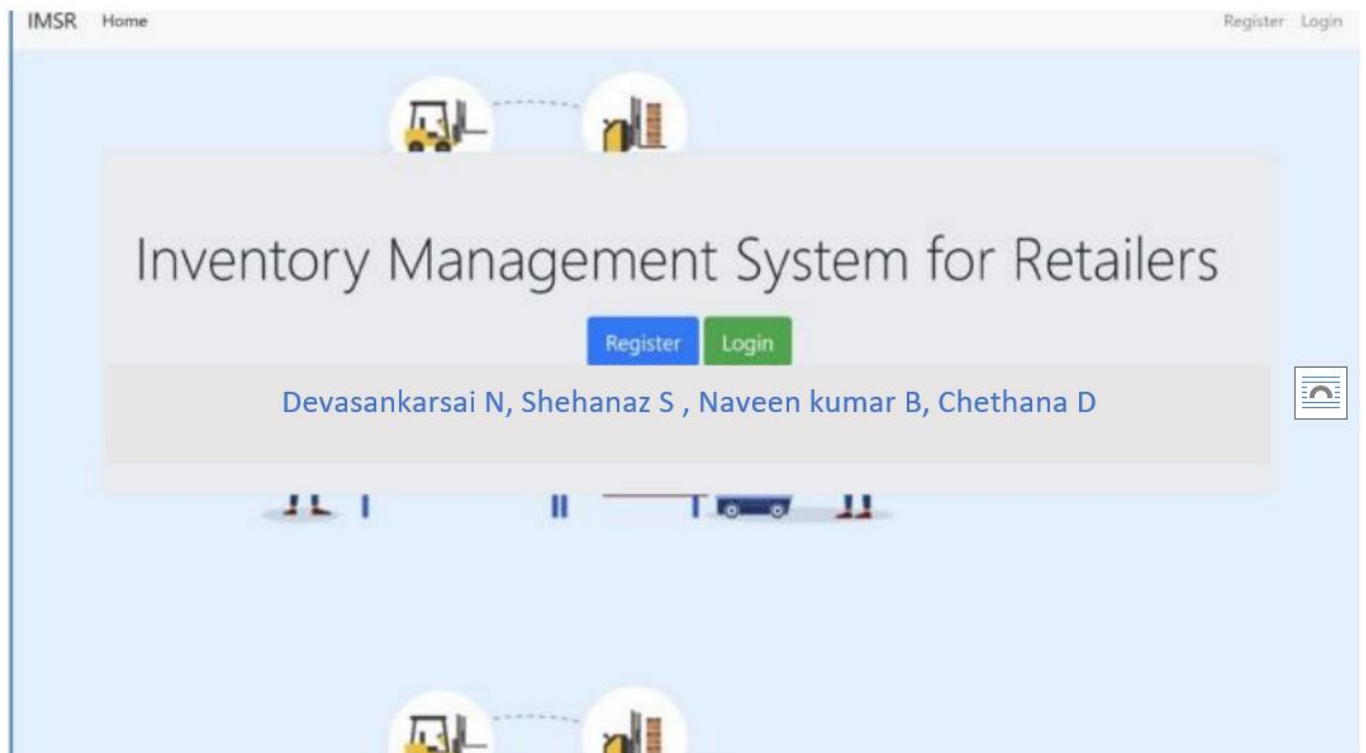 IMSR Home Register Login
Inventory Management System for Retailers
Register Login
Devasankarsai N, Shehanaz S , Naveen kumar B, Chethana D